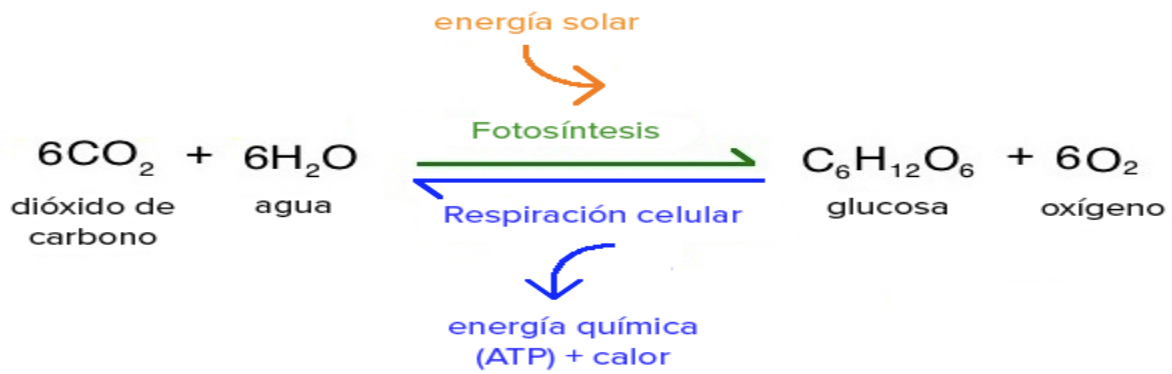 energía solar
Fotosíntesis
6CO₂ + 6H₂O
C₆H₁₂O₆ + 6O₂
dióxido de
carbono
agua
Respiración celular
glucosa
oxígeno
energía química
(ATP) + calor